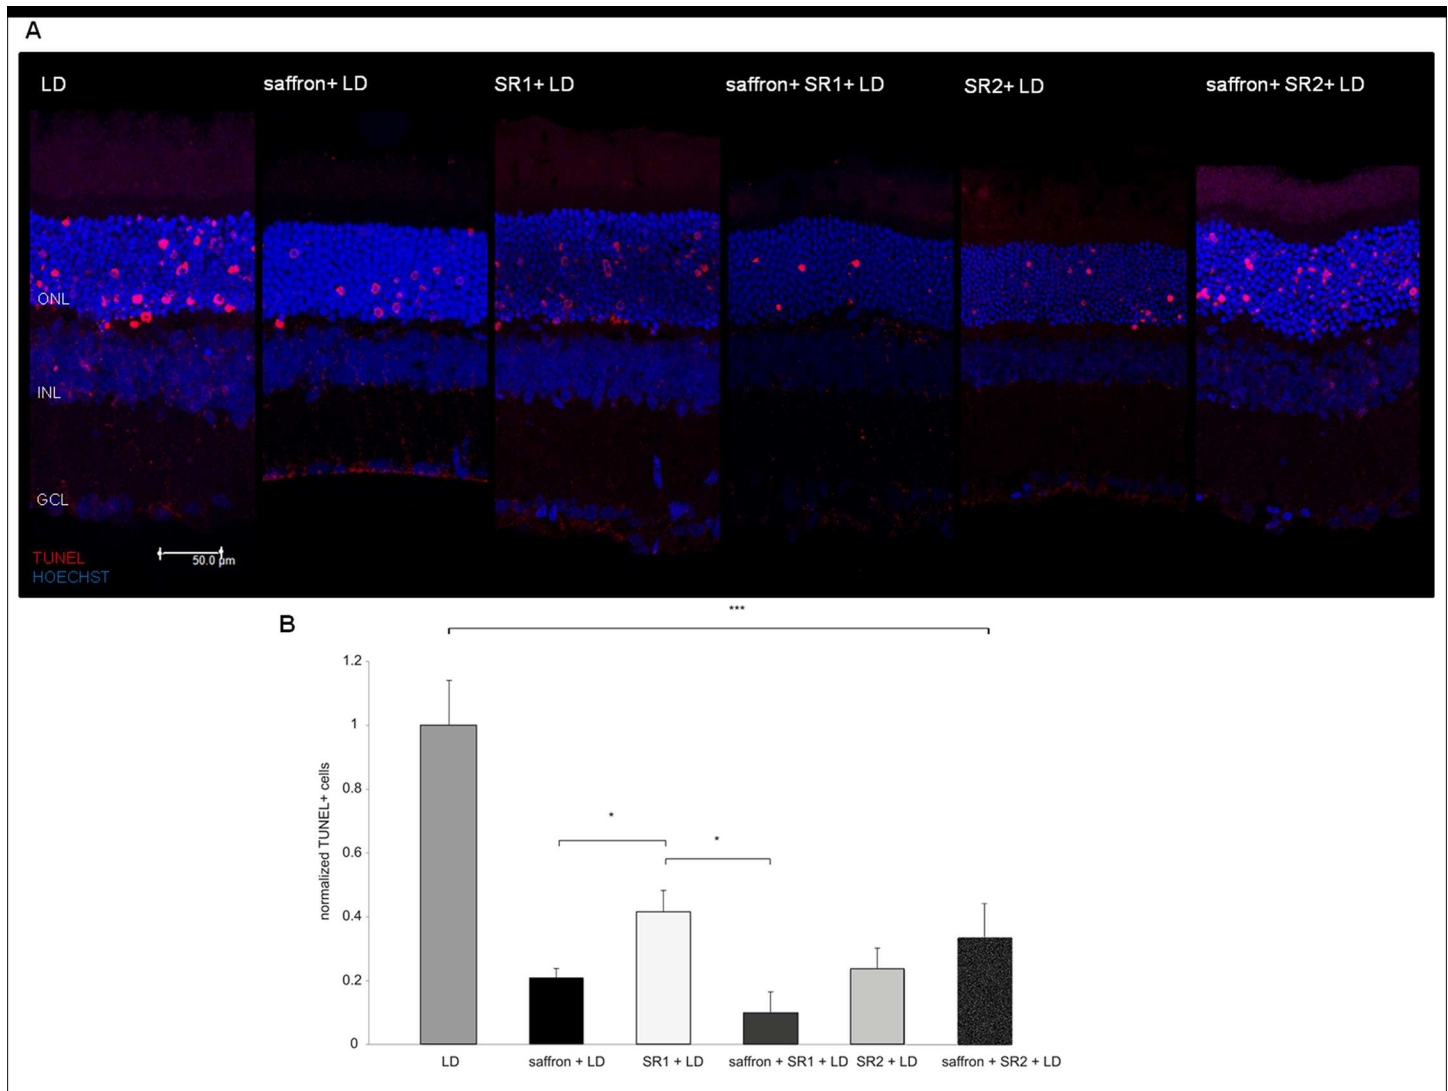 A
LD
saffron+ LD
SR1+ LD
saffron+ SR1+ LD
SR2+ LD
saffron+ SR2+ LD
ONL
INL
GCL
TUNEL
HOECHST
50.0 µm
B
***
1.2
1
0.8
0.6
0.4
0.2
0
normalized TUNEL+ cells
*
*
LD
saffron + LD
SR1 + LD
saffron + SR1 + LD
SR2 + LD
saffron + SR2 + LD